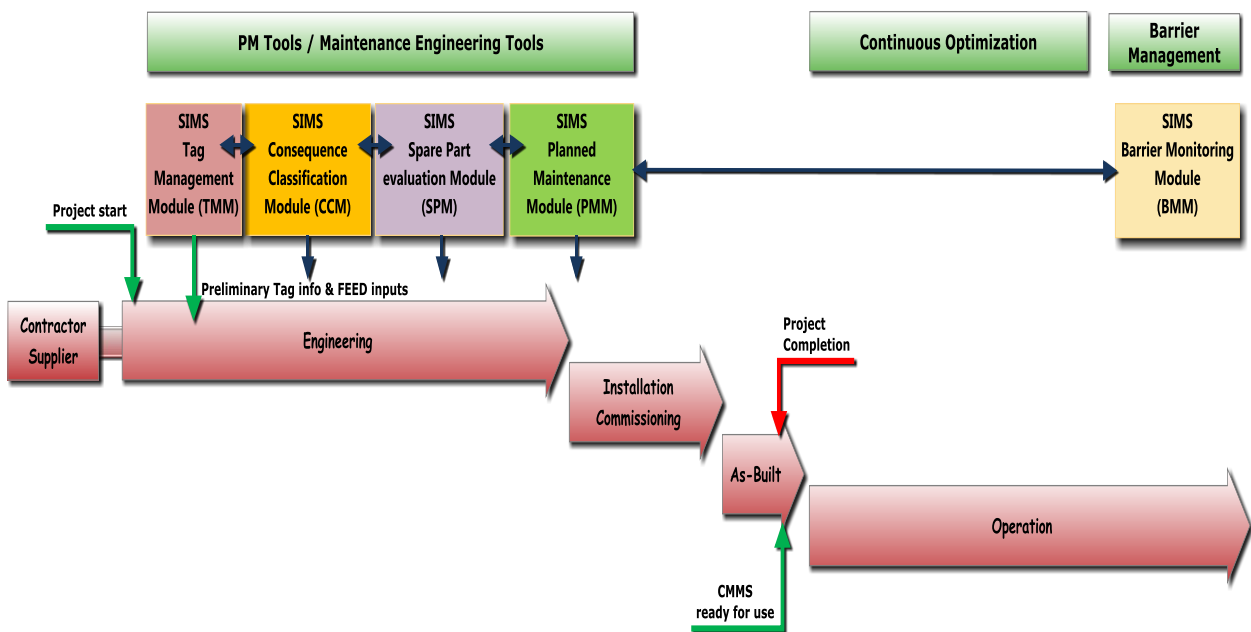 PM Tools / Maintenance Engineering Tools
Continuous Optimization
Barrier
Management
SIMS
Tag
Management
Module (TMM)
SIMS
Consequence
Classification
Module (CCM)
SIMS
Spare Part
evaluation Module
(SPM)
SIMS
Planned
Maintenance
Module (PMM)
SIMS
Barrier Monitoring
Module
(BMM)
Project start
Preliminary Tag info & FEED inputs
Contractor
Supplier
Engineering
Project
Completion
Installation
Commissioning
As-Built
Operation
CMMS
ready for use